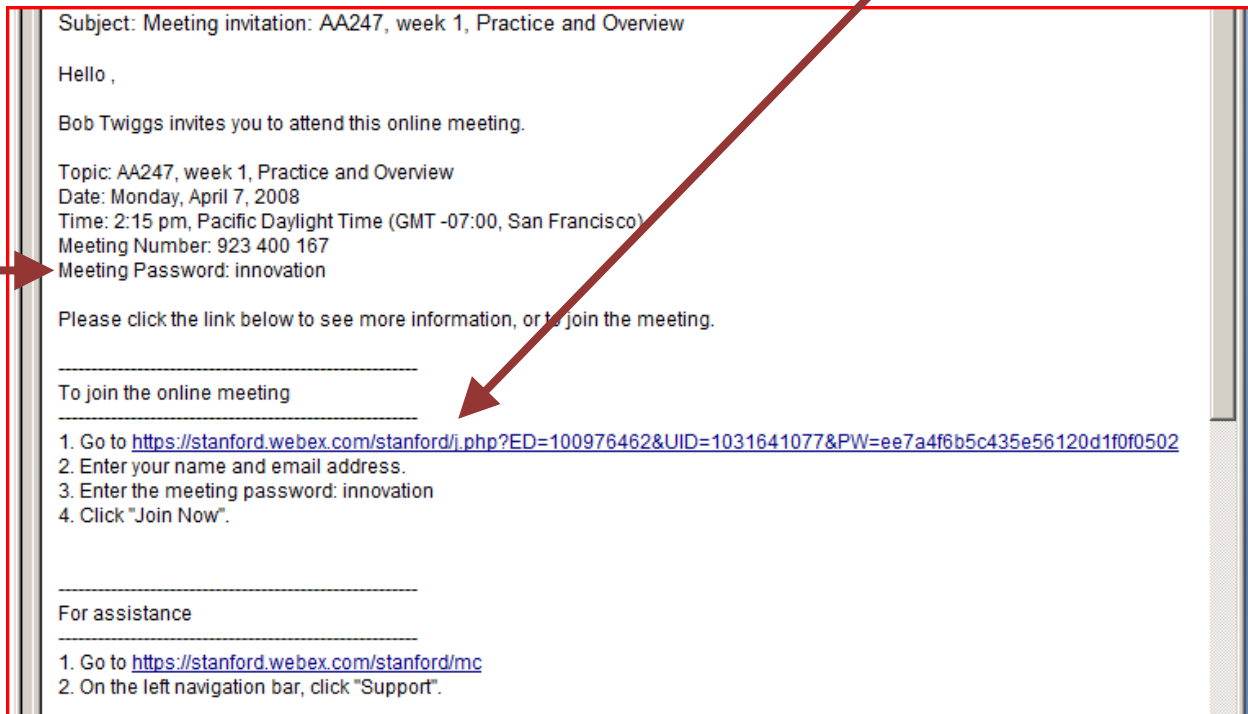 Subject: Meeting invitation: AA247, week 1, Practice and Overview
Hello ,
Bob Twiggs invites you to attend this online meeting.
Topic: AA247, week 1, Practice and Overview
Date: Monday, April 7, 2008
Time: 2:15 pm, Pacific Daylight Time (GMT -07:00, San Francisco)
Meeting Number: 923 400 167
Meeting Password: innovation
Please click the link below to see more information, or to join the meeting.
-------------------------------------------------------
To join the online meeting
-------------------------------------------------------
1. Go to https://stanford.webex.com/stanford/j.php?ED=100976462&UID=1031641077&PW=ee7a4f6b5c435e56120d1f0f0502
2. Enter your name and email address.
3. Enter the meeting password: innovation
4. Click "Join Now".
-------------------------------------------------------
For assistance
-------------------------------------------------------
1. Go to https://stanford.webex.com/stanford/mc
2. On the left navigation bar, click "Support".